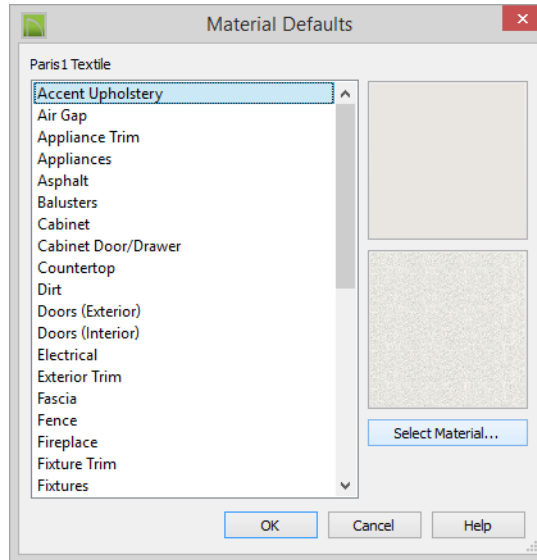 Material Defaults
Paris1 Textile
Accent Upholstery
Air Gap
Appliance Trim
Appliances
Asphalt
Balusters
Cabinet
Cabinet Door/Drawer
Countertop
Dirt
Doors (Exterior)
Doors (Interior)
Electrical
Exterior Trim
Fascia
Fence
Fireplace
Fixture Trim
Fixtures
Select Material...
OK
Cancel
Help